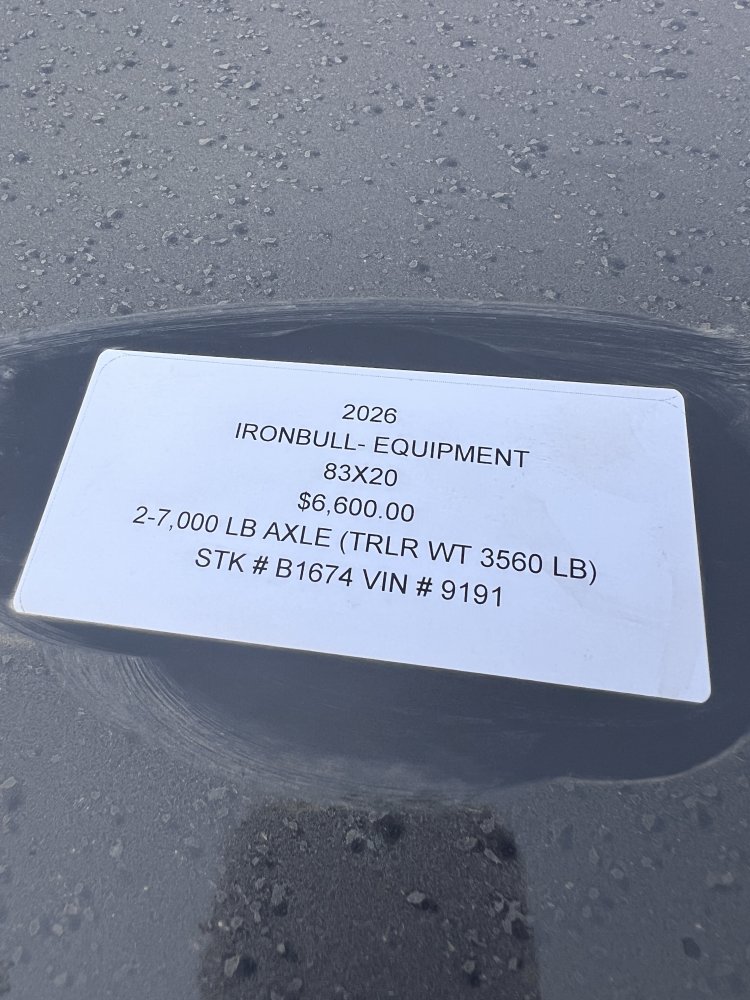 2026
IRONBULL- EQUIPMENT
83X20
$6,600.00
2-7,000 LB AXLE (TRLR WT 3560 LB)
STK # B1674 VIN # 9191